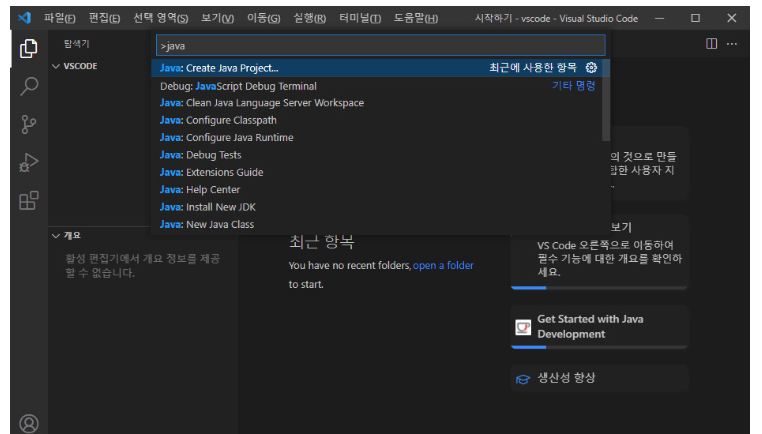 파일(F) 편집(E) 선택 영역(S) 보기(V) 이동(G) 실행(R) 터미널(T) 도움말(H) 시작하기 - vscode - Visual Studio Code
탐색기
>java
VSCODE
Java: Create Java Project... 최근에 사용한 항목
Debug: JavaScript Debug Terminal 기타 명령
Java: Clean Java Language Server Workspace
Java: Configure Classpath
Java: Configure Java Runtime
Java: Debug Tests
Java: Extensions Guide
Java: Help Center
Java: Install New JDK
Java: New Java Class
의 것으로 만들
합한 사용자 지
보기
VS Code 오른쪽으로 이동하여
필수 기능에 대한 개요를 확인하
세요.
개요
활성 편집기에서 개요 정보를 제공
할 수 없습니다.
최근 항목
You have no recent folders, open a folder
to start.
Get Started with Java
Development
생산성 향상